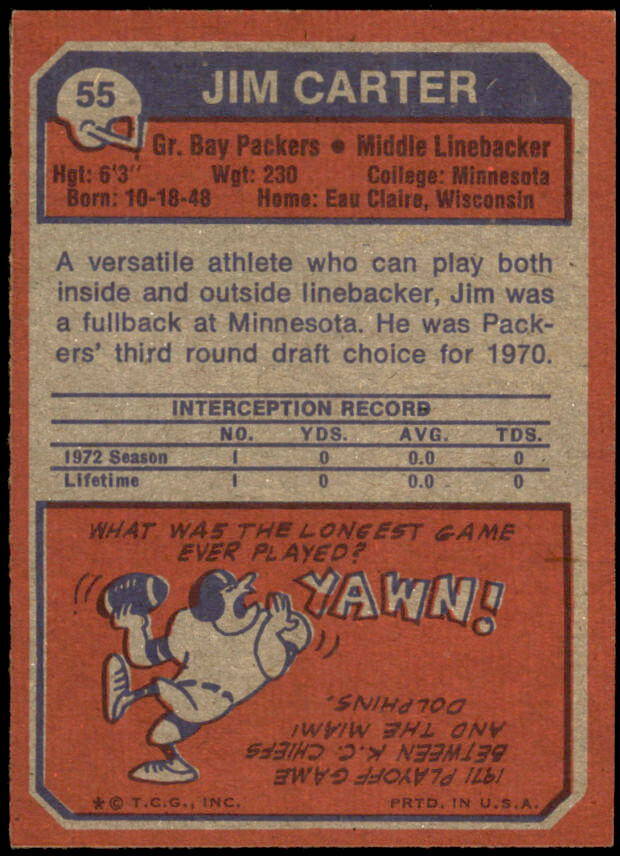 55
JIM CARTER
Gr. Bay Packers • Middle Linebacker
Hgt: 6'3" Wgt: 230 College: Minnesota
Born: 10-18-48 Home: Eau Claire, Wisconsin
A versatile athlete who can play both
inside and outside linebacker, Jim was
a fullback at Minnesota. He was Pack-
ers' third round draft choice for 1970.
INTERCEPTION RECORD
NO. YDS. AVG. TDS.
1972 Season 1 0 0.0 0
Lifetime 1 0 0.0 0
WHAT WAS THE LONGEST GAME
EVER PLAYED?
YAWN!
1971 PLAYOFF GAME
BETWEEN K.C. CHIEFS
AND THE MIAMI
DOLPHINS.
*© T.C.G., INC. PRTD. IN U.S.A.